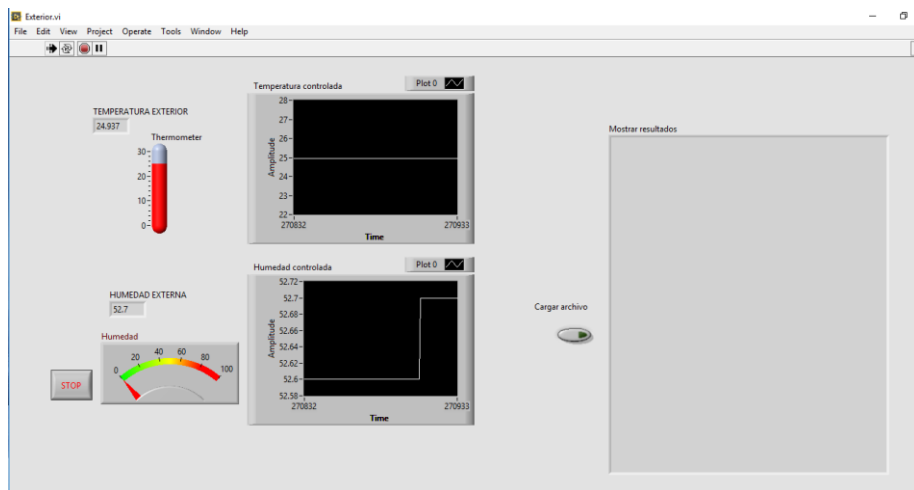 Exterior.vi
File Edit View Project Operate Tools Window Help
TEMPERATURA EXTERIOR
24.937
Thermometer
30
20
10
0
Temperatura controlada
Plot 0
28
27
26
25
24
23
22
Amplitude
270832
270933
Time
HUMEDAD EXTERNA
52.7
Humedad
0
20
40
60
80
100
STOP
Humedad controlada
Plot 0
52.72
52.7
52.68
52.66
52.64
52.62
52.6
52.58
Amplitude
270832
270933
Time
Cargar archivo
Mostrar resultados